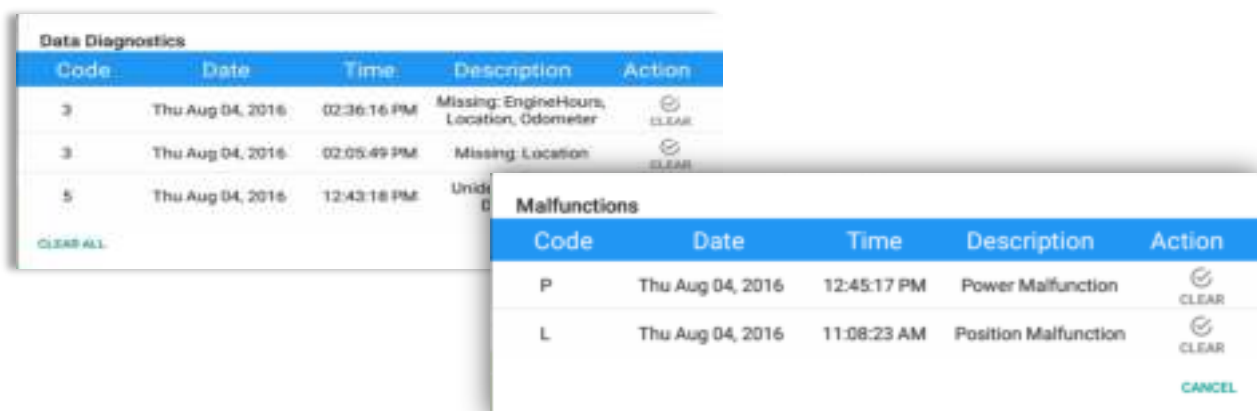 Data Diagnostics
Code Date Time Description Action
3 Thu Aug 04, 2016 02:36:16 PM Missing: EngineHours, Location, Odometer CLEAR
3 Thu Aug 04, 2016 02:05:49 PM Missing: Location CLEAR
5 Thu Aug 04, 2016 12:43:18 PM
CLEAR ALL
Malfunctions
Code Date Time Description Action
P Thu Aug 04, 2016 12:45:17 PM Power Malfunction CLEAR
L Thu Aug 04, 2016 11:08:23 AM Position Malfunction CLEAR
CANCEL